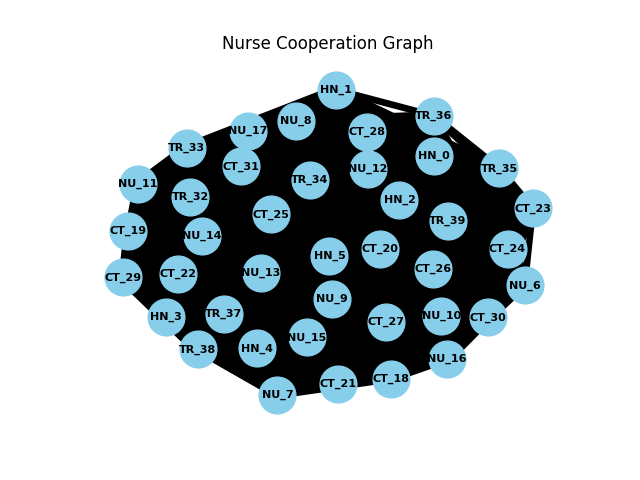 Nurse Cooperation Graph
HN_1
TR_36
NU_8
NU_17
CT_28
TR_33
HN_0
CT_31
TR_35
NU_12
TR_34
NU_11
TR_32
HN_2
CT_23
CT_25
TR_39
CT_19
NU_14
CT_20
CT_24
HN_5
CT_26
CT_22
NU_13
CT_29
NU_6
NU_9
TR_37
NU_10
HN_3
CT_30
CT_27
NU_15
HN_4
TR_38
NU_16
CT_18
CT_21
NU_7